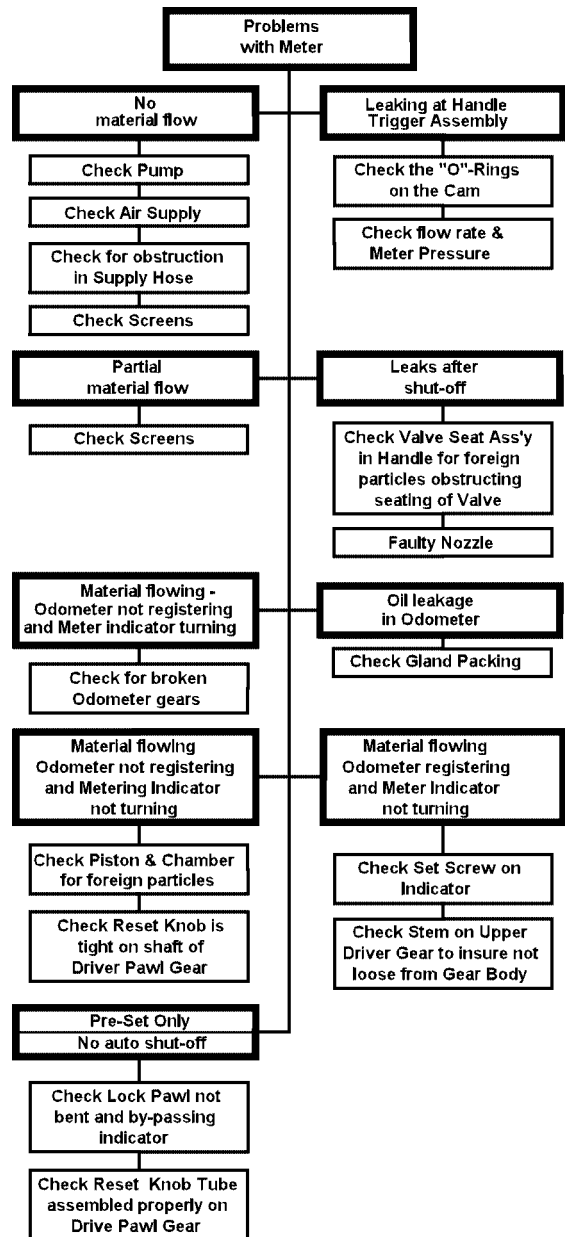 Problems
with Meter
No
material flow
Check Pump
Check Air Supply
Check for obstruction
in Supply Hose
Check Screens
Leaking at Handle
Trigger Assembly
Check the "O"-Rings
on the Cam
Check flow rate &
Meter Pressure
Partial
material flow
Check Screens
Leaks after
shut-off
Check Valve Seat Ass'y
in Handle for foreign
particles obstructing
seating of Valve
Faulty Nozzle
Material flowing -
Odometer not registering
and Meter indicator turning
Check for broken
Odometer gears
Oil leakage
in Odometer
Check Gland Packing
Material flowing
Odometer not registering
and Metering Indicator
not turning
Check Piston & Chamber
for foreign particles
Check Reset Knob is
tight on shaft of
Driver Pawl Gear
Material flowing
Odometer registering
and Meter Indicator
not turning
Check Set Screw on
Indicator
Check Stem on Upper
Driver Gear to insure not
loose from Gear Body
Pre-Set Only
No auto shut-off
Check Lock Pawl not
bent and by-passing
indicator
Check Reset Knob Tube
assembled properly on
Drive Pawl Gear